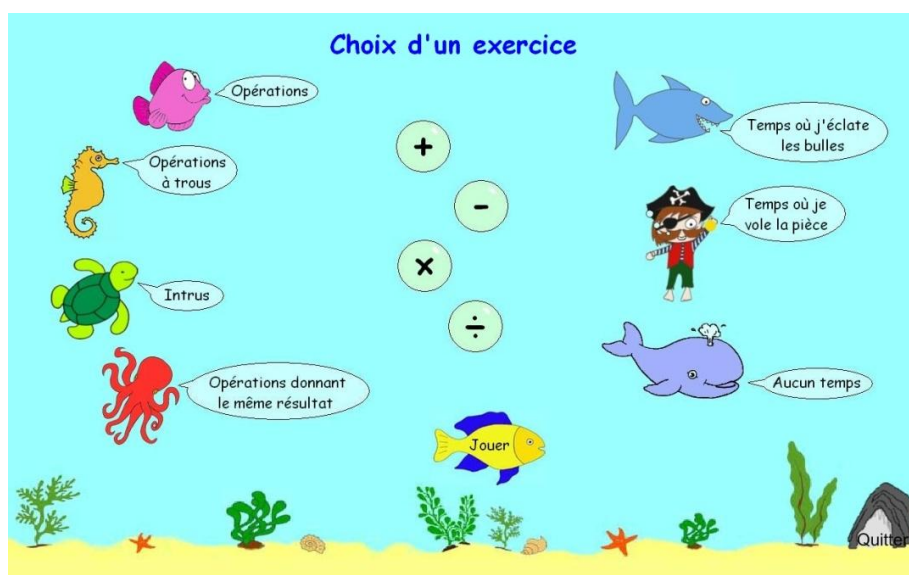 Choix d'un exercice
Opérations
Opérations
à trous
Intrus
Opérations donnant
le même résultat
+
-
×
÷
Temps où j'éclate
les bulles
Temps où je
vole la pièce
Aucun temps
Jouer
Quitter